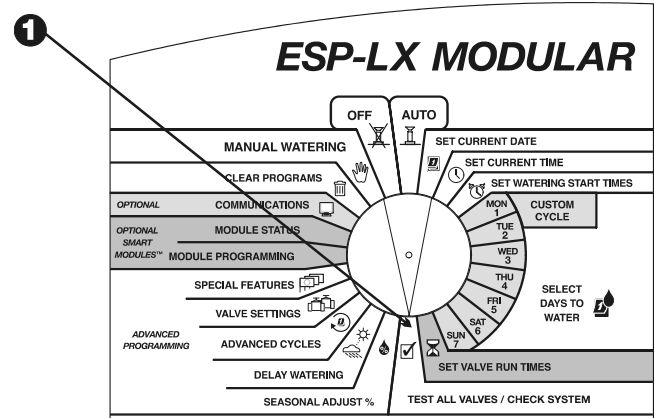 1
ESP-LX MODULAR
OFF
AUTO
MANUAL WATERING
SET CURRENT DATE
CLEAR PROGRAMS
SET CURRENT TIME
SET WATERING START TIMES
OPTIONAL
COMMUNICATIONS
MON
1
CUSTOM
CYCLE
OPTIONAL
SMART
MODULES™
MODULE STATUS
MODULE PROGRAMMING
TUE
2
WED
3
THU
4
FRI
5
SAT
6
SUN
7
SELECT
DAYS TO
WATER
SPECIAL FEATURES
VALVE SETTINGS
ADVANCED
PROGRAMMING
ADVANCED CYCLES
DELAY WATERING
SEASONAL ADJUST %
SET VALVE RUN TIMES
TEST ALL VALVES / CHECK SYSTEM